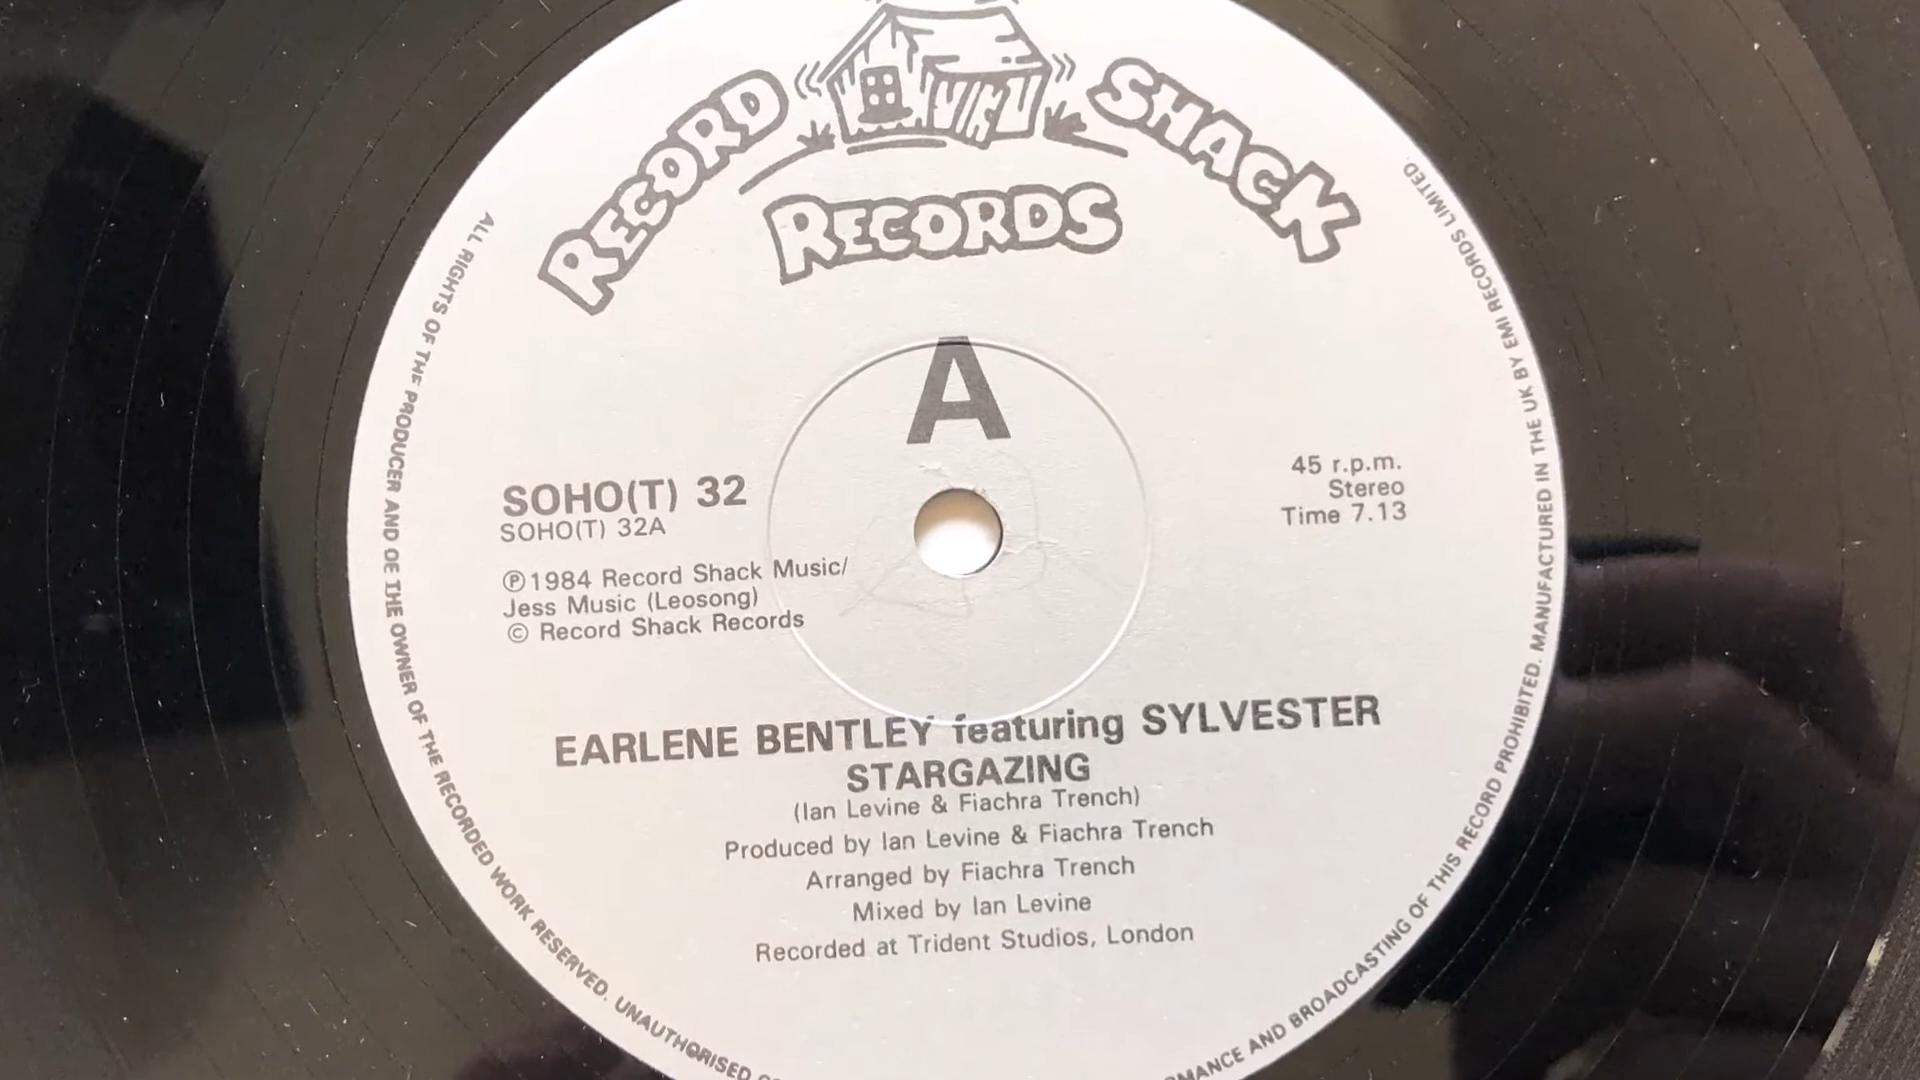 RECORD SHACK
RECORDS
A
SOHO(T) 32
SOHO(T) 32A
℗1984 Record Shack Music/
Jess Music (Leosong)
© Record Shack Records
45 r.p.m.
Stereo
Time 7.13
EARLENE BENTLEY featuring SYLVESTER
STARGAZING
(Ian Levine & Fiachra Trench)
Produced by Ian Levine & Fiachra Trench
Arranged by Fiachra Trench
Mixed by Ian Levine
Recorded at Trident Studios, London
ALL RIGHTS OF THE PRODUCER AND OF THE OWNER OF THE RECORDED WORK RESERVED. UNAUTHORISED
AND BROADCASTING OF THIS RECORD PROHIBITED. MANUFACTURED IN THE UK BY EMI RECORDS LIMITED.